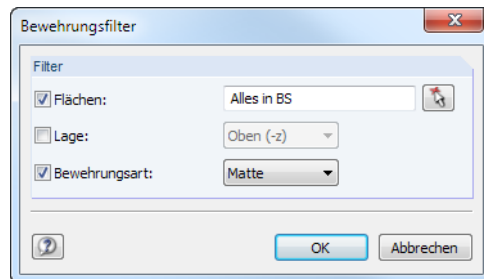 Bewehrungsfilter
Filter
Flächen: Alles in BS
Lage: Oben (-z)
Bewehrungsart: Matte
OK Abbrechen